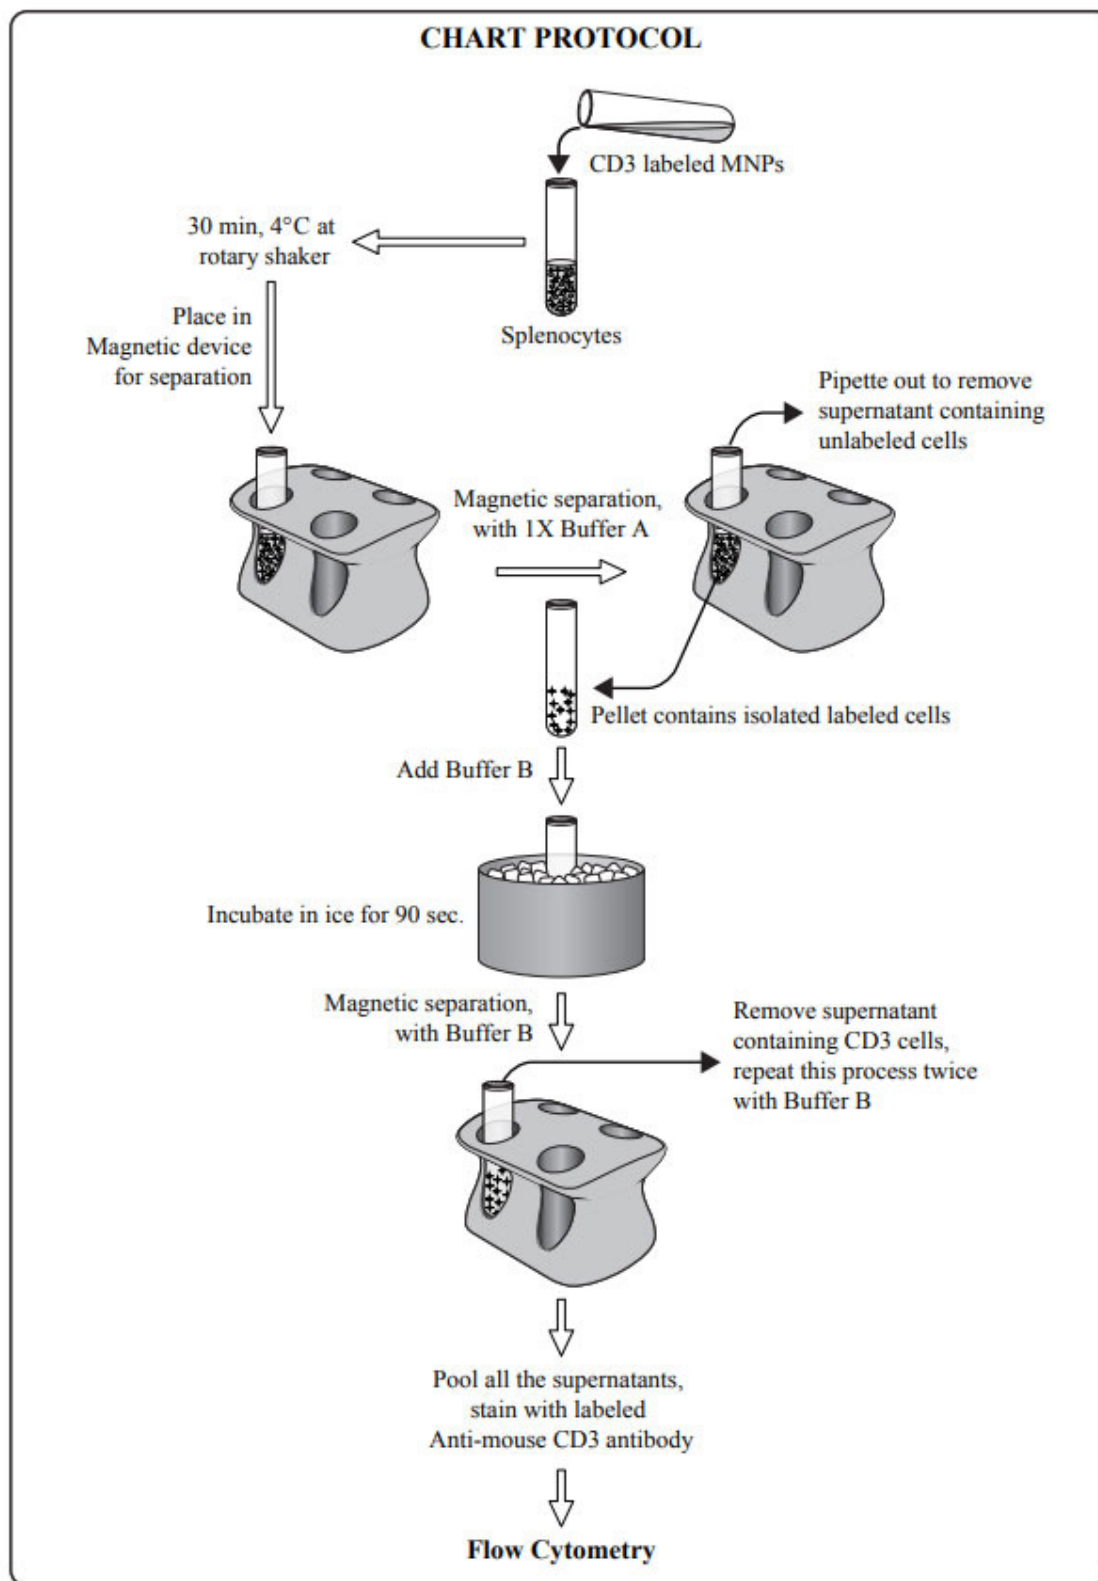 CHART PROTOCOL
CD3 labeled MNPs
30 min, 4°C at
rotary shaker
Splenocytes
Place in
Magnetic device
for separation
Pipette out to remove
supernatant containing
unlabeled cells
Magnetic separation,
with 1X Buffer A
Pellet contains isolated labeled cells
Add Buffer B
Incubate in ice for 90 sec.
Magnetic separation,
with Buffer B
Remove supernatant
containing CD3 cells,
repeat this process twice
with Buffer B
Pool all the supernatants,
stain with labeled
Anti-mouse CD3 antibody
Flow Cytometry